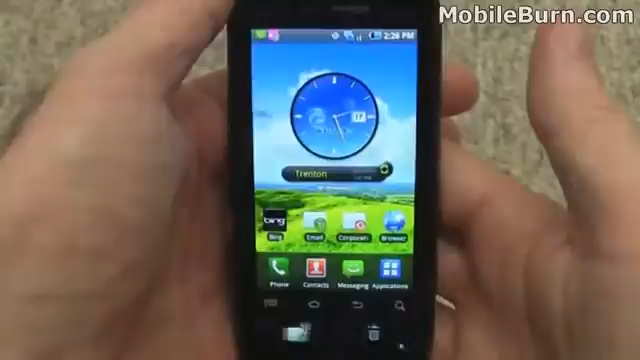 MobileBurn.com
2:26 PM
17
Trenton
bing
Bing Email Corporate Browser
Phone Contacts Messaging Applications